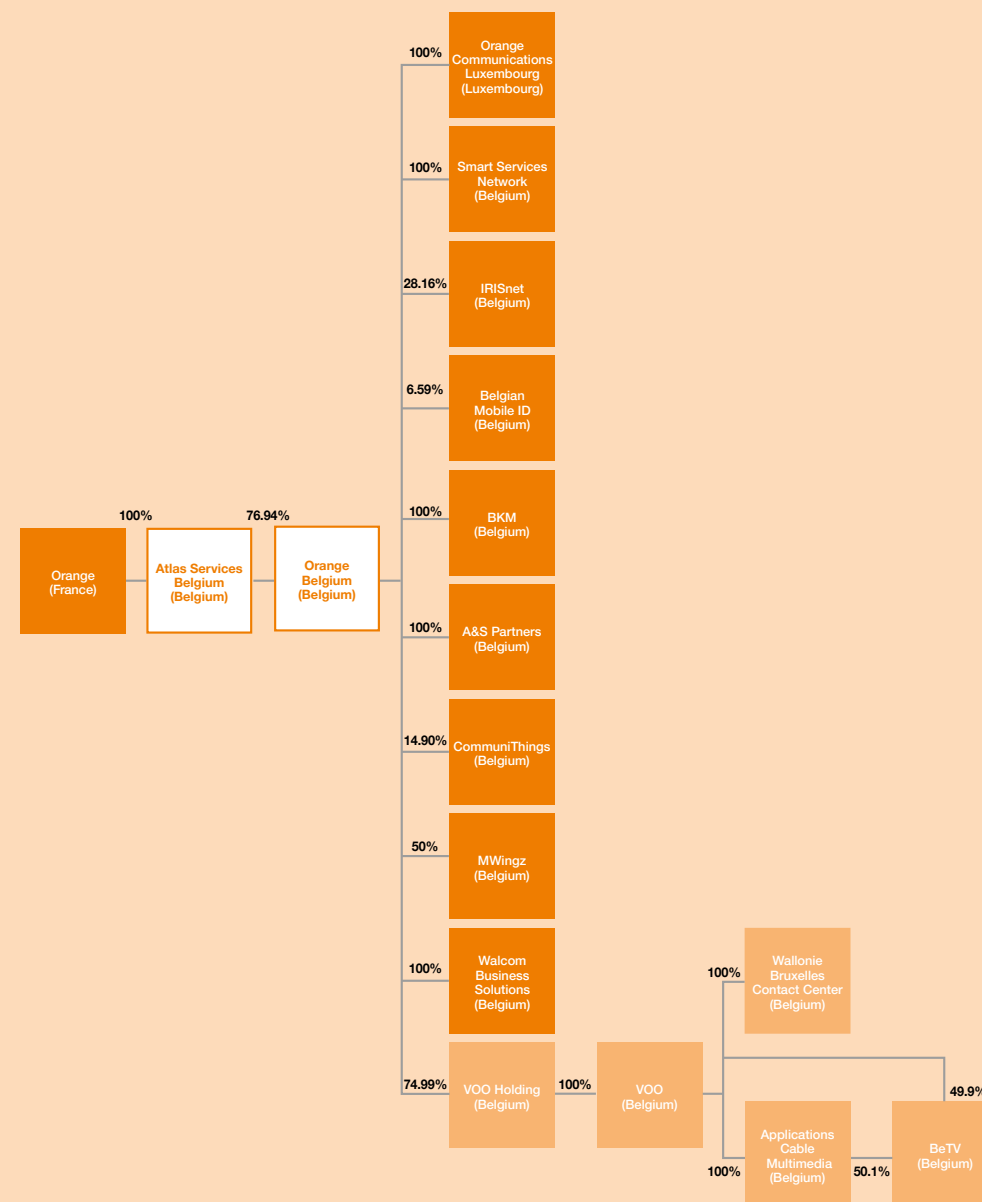 100%
Orange
Communications
Luxembourg
(Luxembourg)
100%
Smart Services
Network
(Belgium)
28.16%
IRISnet
(Belgium)
6.59%
Belgian
Mobile ID
(Belgium)
100%
BKM
(Belgium)
Orange
(France)
100%
Atlas Services
Belgium
(Belgium)
76.94%
Orange
Belgium
(Belgium)
100%
A&S Partners
(Belgium)
14.90%
CommuniThings
(Belgium)
50%
MWingz
(Belgium)
100%
Walcom
Business
Solutions
(Belgium)
74.99%
VOO Holding
(Belgium)
100%
VOO
(Belgium)
100%
Wallonie
Bruxelles
Contact Center
(Belgium)
100%
Applications
Cable
Multimedia
(Belgium)
50.1%
49.9%
BeTV
(Belgium)